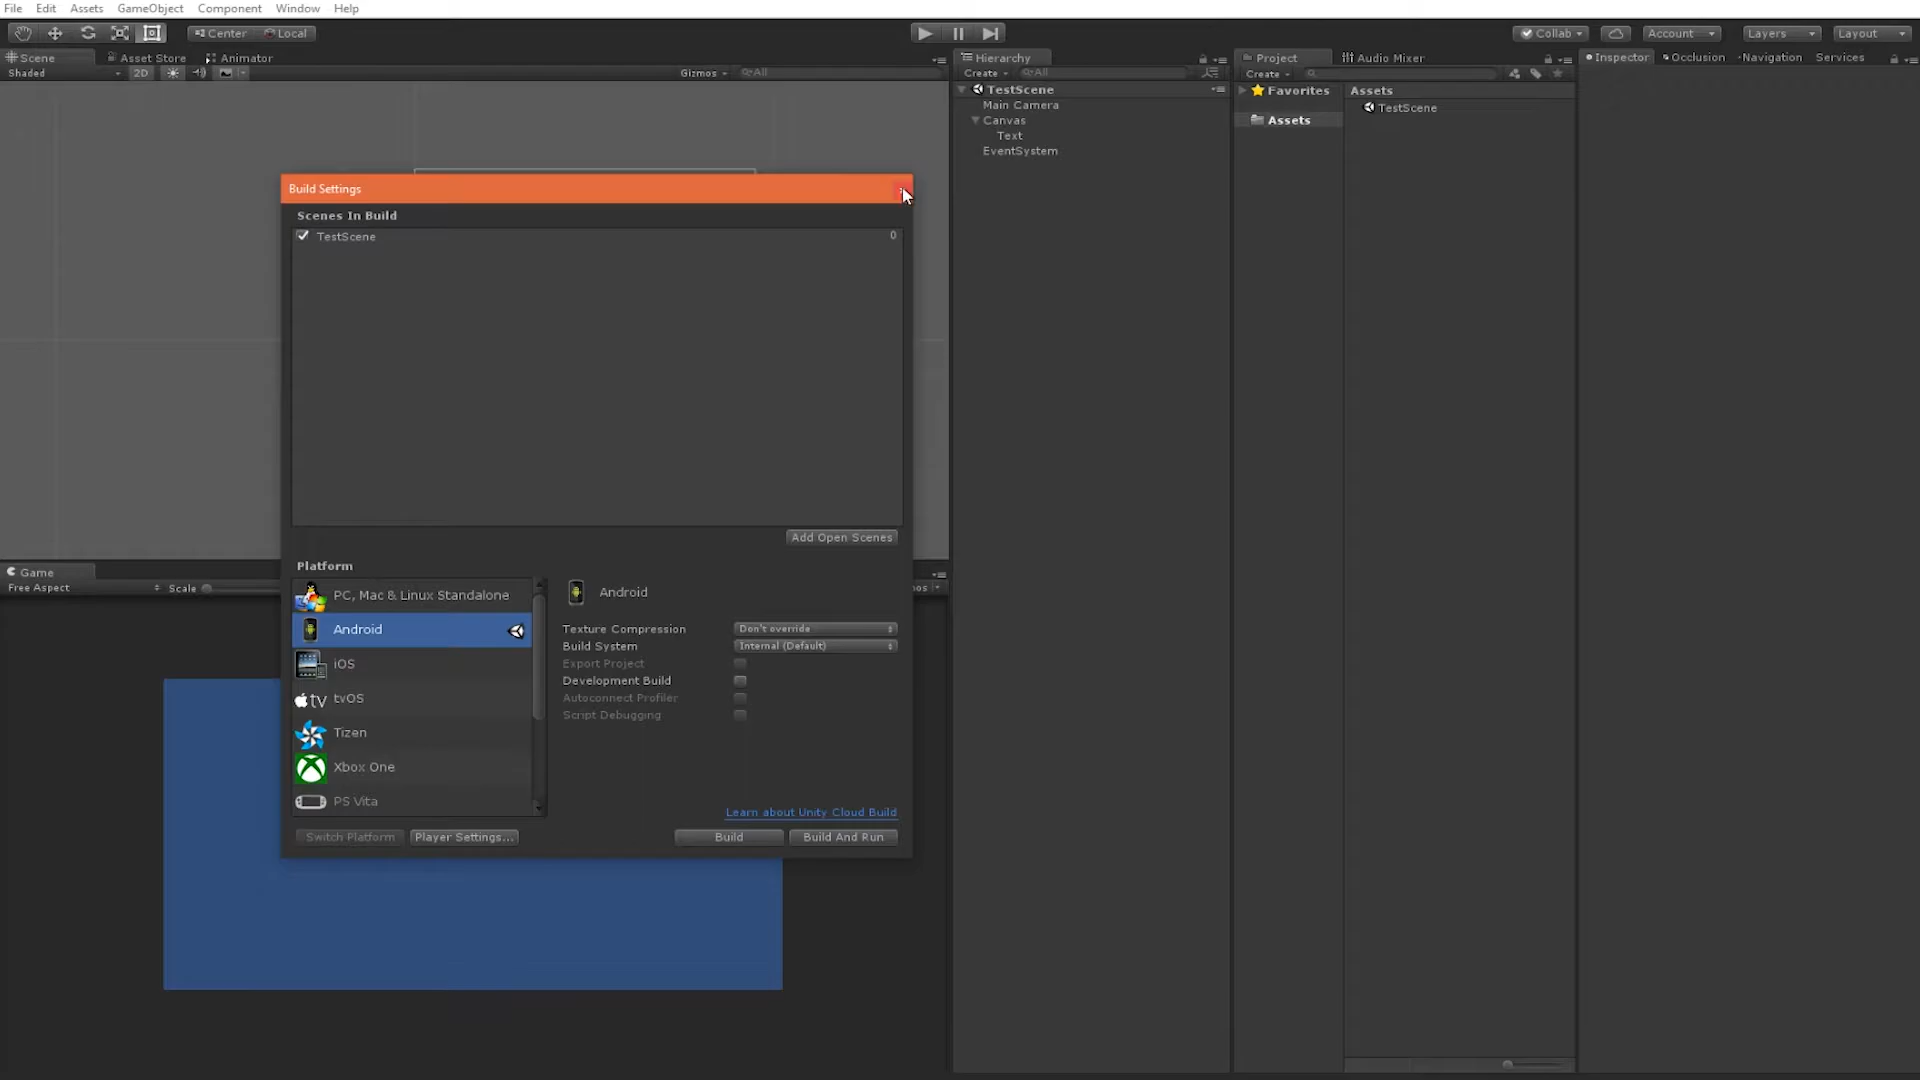 File Edit Assets GameObject Component Window Help
Center Local Collab Account Layers Layout
Scene Asset Store Animator
Shaded 2D Gizmos All
Hierarchy
Create All
TestScene
Main Camera
Canvas
Text
EventSystem
Project Audio Mixer
Create
Favorites
Assets
Assets
TestScene
Inspector Occlusion Navigation Services
Build Settings
Scenes In Build
TestScene 0
Add Open Scenes
Platform
PC, Mac & Linux Standalone
Android
iOS
tv tvOS
Tizen
Xbox One
PS Vita
Android
Texture Compression Don't override
Build System Internal (Default)
Export Project
Development Build
Autoconnect Profiler
Script Debugging
Learn about Unity Cloud Build
Switch Platform Player Settings... Build Build And Run
Game
Free Aspect Scale